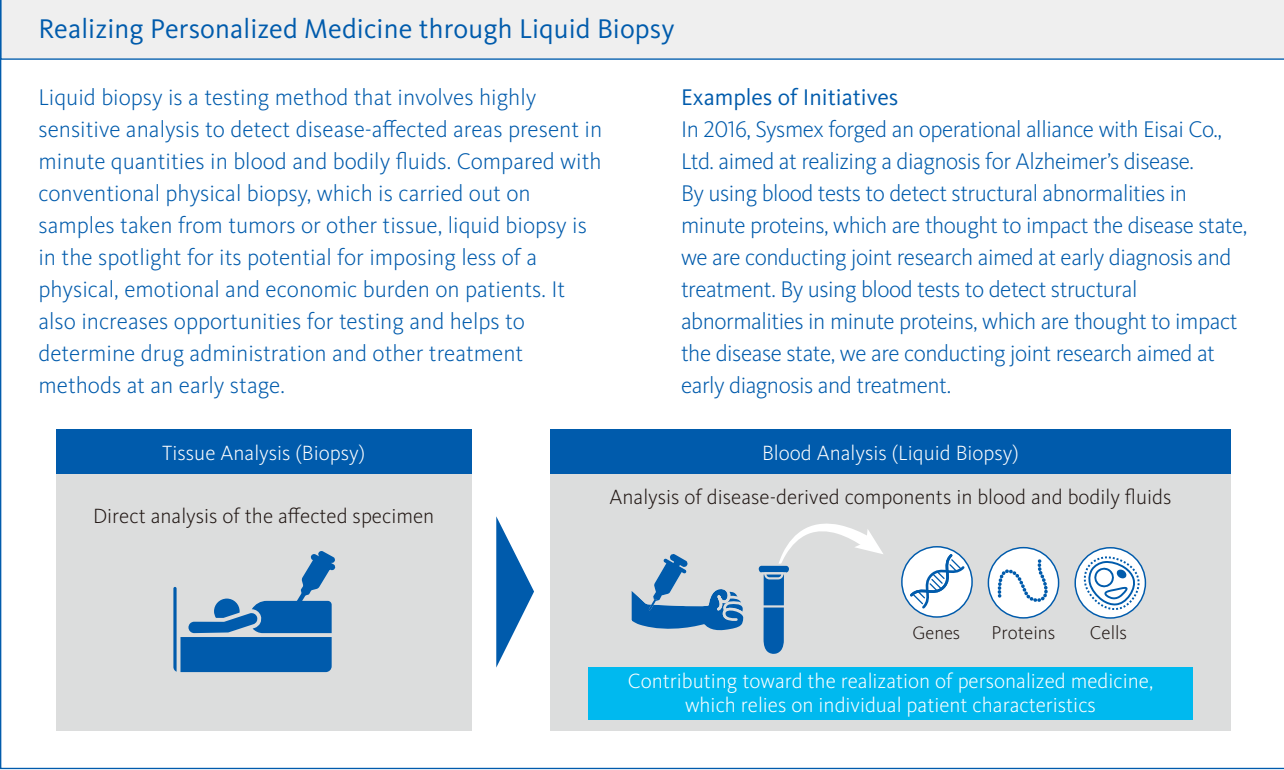 Realizing Personalized Medicine through Liquid Biopsy
Liquid biopsy is a testing method that involves highly
sensitive analysis to detect disease-affected areas present in
minute quantities in blood and bodily fluids. Compared with
conventional physical biopsy, which is carried out on
samples taken from tumors or other tissue, liquid biopsy is
in the spotlight for its potential for imposing less of a
physical, emotional and economic burden on patients. It
also increases opportunities for testing and helps to
determine drug administration and other treatment
methods at an early stage.
Examples of Initiatives
In 2016, Sysmex forged an operational alliance with Eisai Co.,
Ltd. aimed at realizing a diagnosis for Alzheimer's disease.
By using blood tests to detect structural abnormalities in
minute proteins, which are thought to impact the disease state,
we are conducting joint research aimed at early diagnosis and
treatment. By using blood tests to detect structural
abnormalities in minute proteins, which are thought to impact
the disease state, we are conducting joint research aimed at
early diagnosis and treatment.
Tissue Analysis (Biopsy)
Direct analysis of the affected specimen
Blood Analysis (Liquid Biopsy)
Analysis of disease-derived components in blood and bodily fluids
Genes
Proteins
Cells
Contributing toward the realization of personalized medicine,
which relies on individual patient characteristics